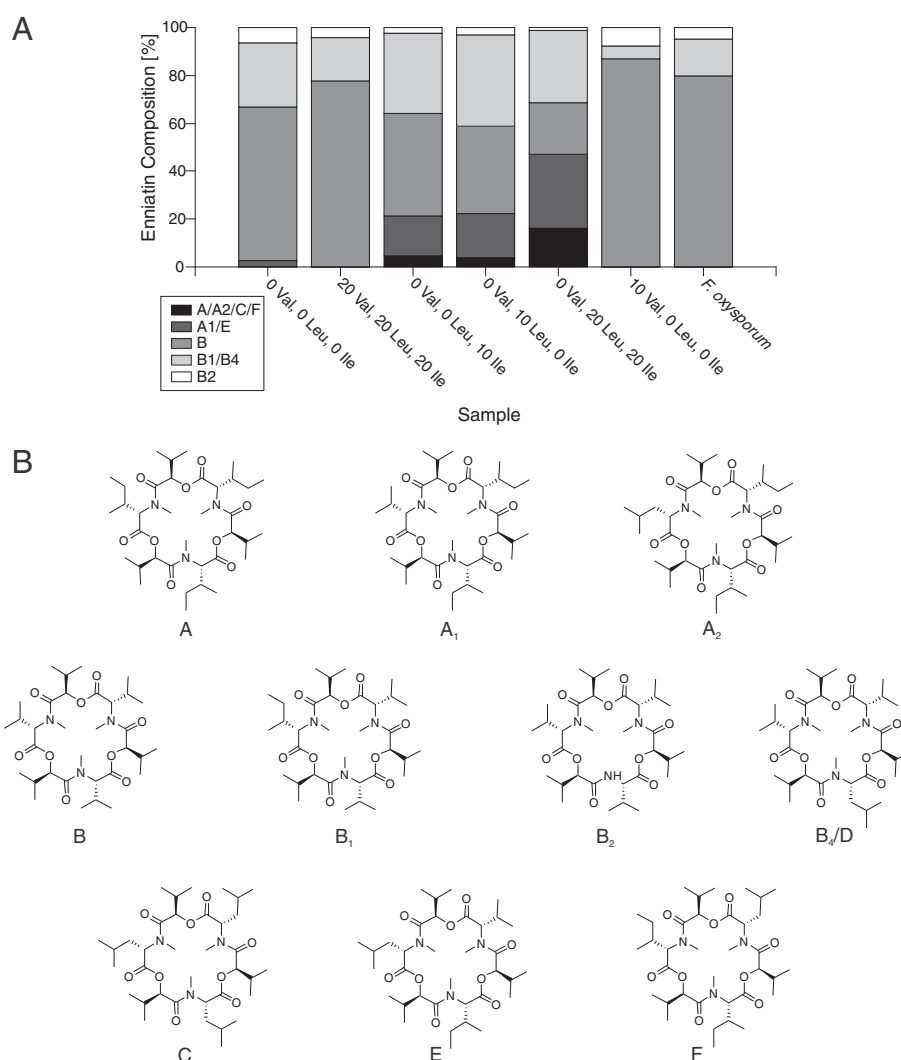 A
Enniatin Composition [%]
100
80
60
40
20
0
0 Val, 0 Leu, 0 Ile
20 Val, 20 Leu, 20 Ile
0 Val, 0 Leu, 10 Ile
0 Val, 10 Leu, 0 Ile
0 Val, 20 Leu, 20 Ile
10 Val, 0 Leu, 0 Ile
F. oxysporum
A/A2/C/F
A1/E
B
B1/B4
B2
Sample
B
A
A₁
A₂
B
B₁
B₂
B₄/D
C
E
F